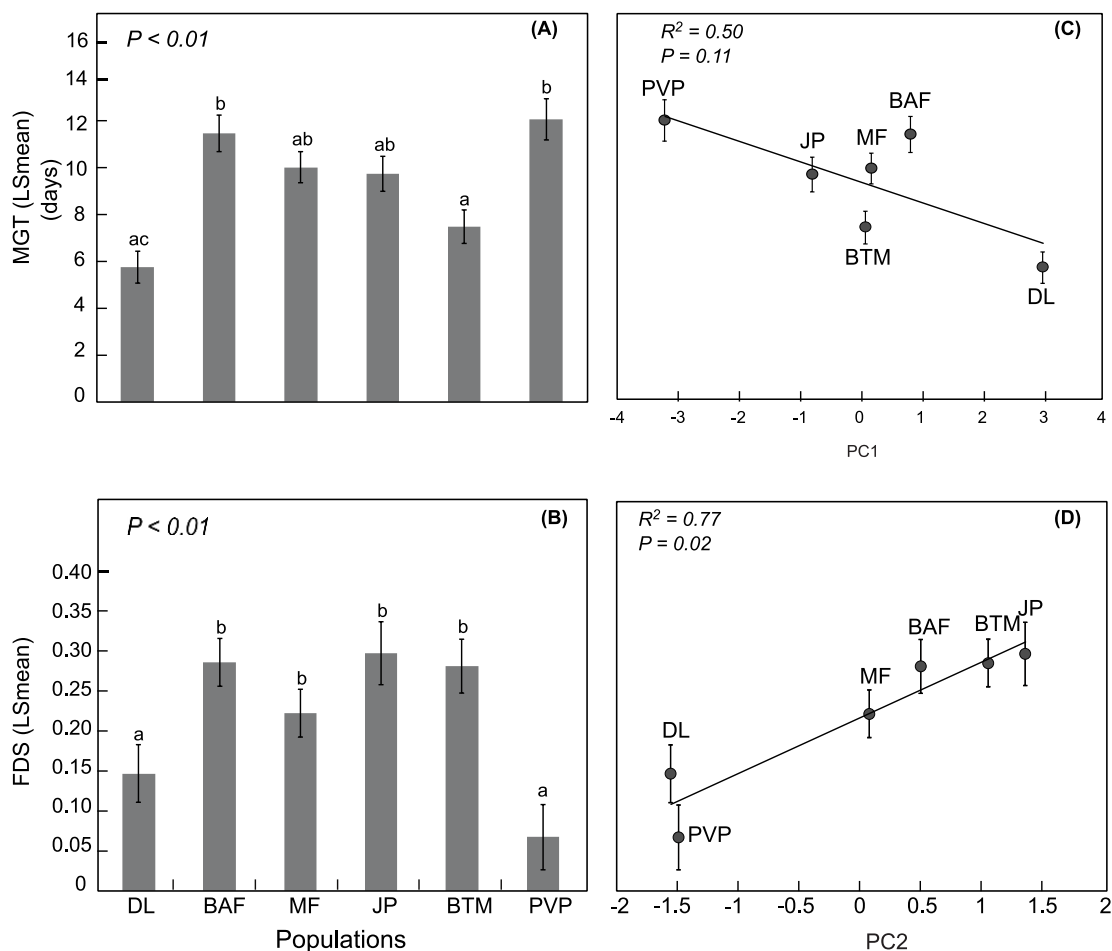 (A)
P < 0.01
16
14
12
10
8
6
4
2
0
MGT (LSmean)
(days)
ac
b
ab
ab
a
b
(C)
R² = 0.50
P = 0.11
PVP
JP
MF
BAF
BTM
DL
-4 -3 -1 0 1 2 3 4
PC1
(B)
P < 0.01
0.40
0.35
0.30
0.25
0.20
0.15
0.10
0.05
0
FDS (LSmean)
a
b
b
b
b
a
DL BAF MF JP BTM PVP
Populations
(D)
R² = 0.77
P = 0.02
DL
PVP
MF
BAF
BTM
JP
-2 -1.5 -1 0.5 0 0.5 1 1.5 2
PC2